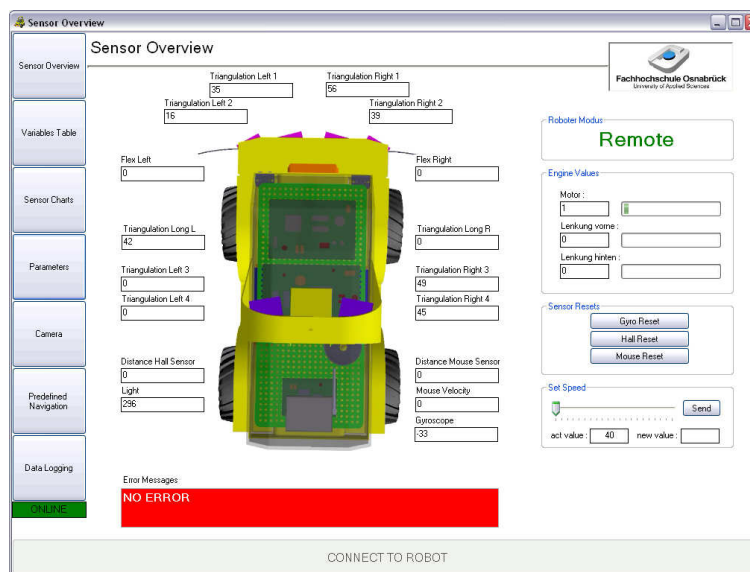 Sensor Overview
Sensor Overview
Sensor Overview
Fachhochschule Osnabrück
University of Applied Sciences
Triangulation Left 1
35
Triangulation Right 1
56
Triangulation Left 2
16
Triangulation Right 2
39
Variables Table
Sensor Charts
Parameters
Camera
Predefined
Navigation
Data Logging
ONLINE
Flex Left
0
Flex Right
0
Triangulation Long L
42
Triangulation Long R
0
Triangulation Left 3
0
Triangulation Right 3
49
Triangulation Left 4
0
Triangulation Right 4
45
Distance Hall Sensor
0
Distance Mouse Sensor
0
Light
296
Mouse Velocity
0
Gyroscope
-33
Roboter Modus
Remote
Engine Values
Motor :
1
Lenkung vorne :
0
Lenkung hinten :
0
Sensor Resets
Gyro Reset
Hall Reset
Mouse Reset
Set Speed
Send
act value : 40 new value :
Error Messages
NO ERROR
CONNECT TO ROBOT